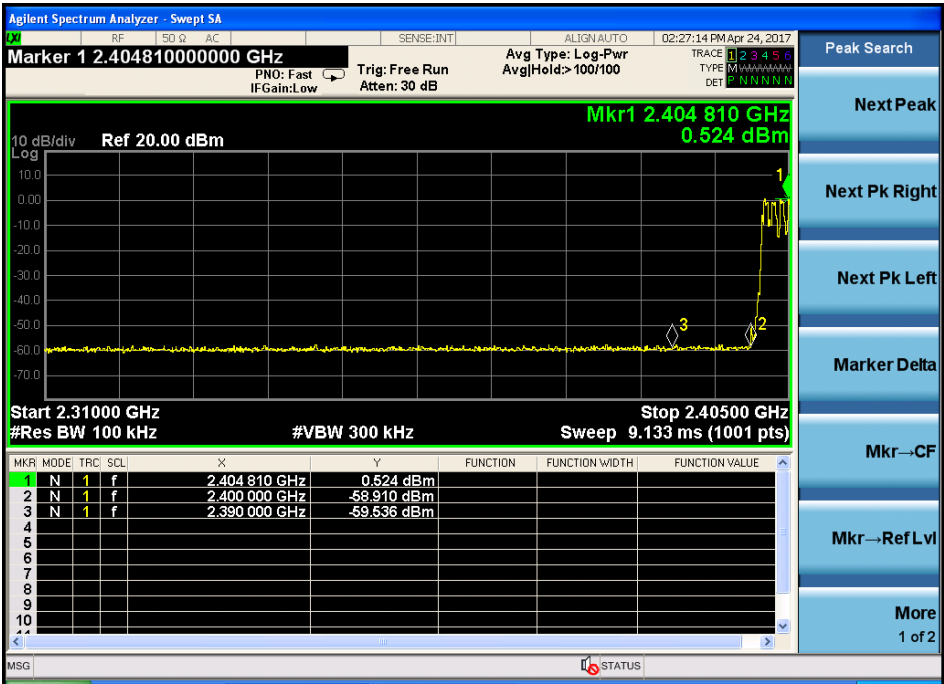 Agilent Spectrum Analyzer - Swept SA
LXI RF 50 Ω AC SENSE:INT ALIGN AUTO 02:27:14 PM Apr 24, 2017
Marker 1 2.404810000000 GHz
PNO: Fast
IFGain:Low
Trig: Free Run
Atten: 30 dB
Avg Type: Log-Pwr
Avg|Hold:>100/100
TRACE 1 2 3 4 5 6
TYPE M WWWWW
DET P N N N N N
Mkr1 2.404 810 GHz
0.524 dBm
10 dB/div Ref 20.00 dBm
Log
10.0
0.00
-10.0
-20.0
-30.0
-40.0
-50.0
-60.0
-70.0
1
3
2
Start 2.31000 GHz Stop 2.40500 GHz
#Res BW 100 kHz #VBW 300 kHz Sweep 9.133 ms (1001 pts)
MKR MODE TRC SCL X Y FUNCTION FUNCTION WIDTH FUNCTION VALUE
1 N 1 f 2.404 810 GHz 0.524 dBm
2 N 1 f 2.400 000 GHz -58.910 dBm
3 N 1 f 2.390 000 GHz -59.536 dBm
4
5
6
7
8
9
10
MSG STATUS
Peak Search
Next Peak
Next Pk Right
Next Pk Left
Marker Delta
Mkr→CF
Mkr→Ref Lvl
More
1 of 2